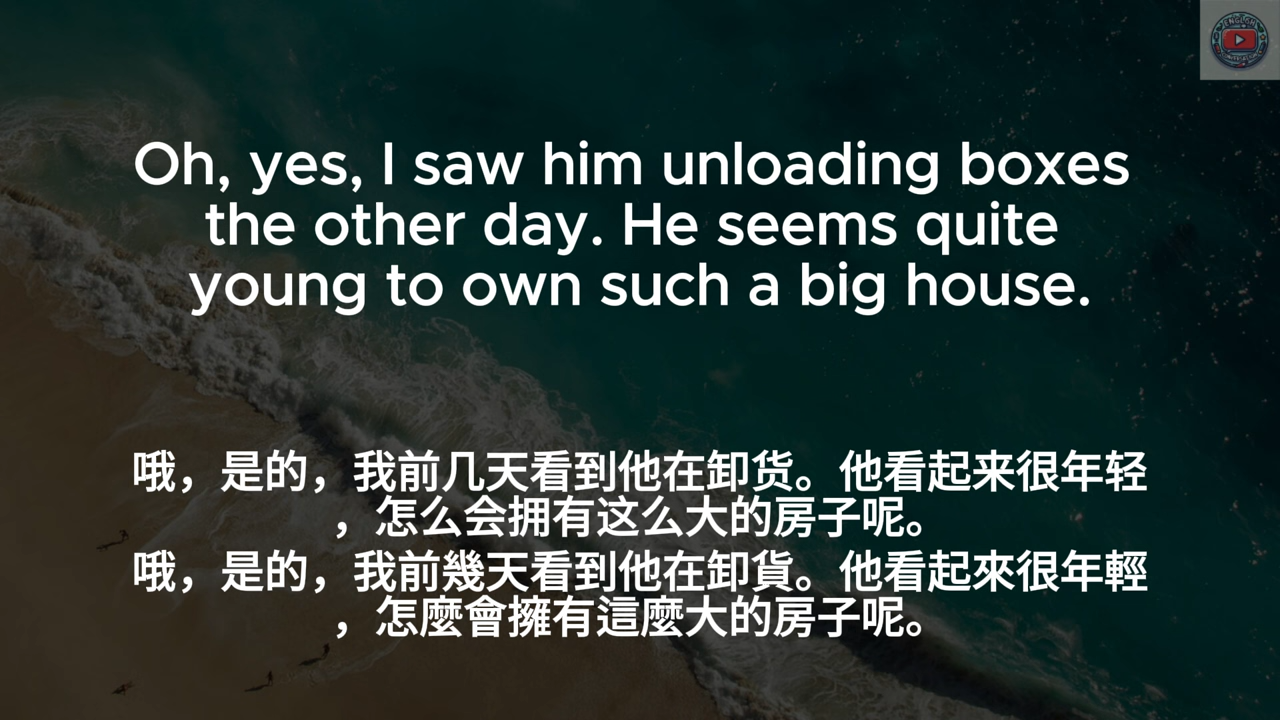 Oh, yes, I saw him unloading boxes
the other day. He seems quite
young to own such a big house.
哦，是的，我前几天看到他在卸货。他看起来很年轻
，怎么会拥有这么大的房子呢。
哦，是的，我前幾天看到他在卸貨。他看起來很年輕
，怎麼會擁有這麼大的房子呢。